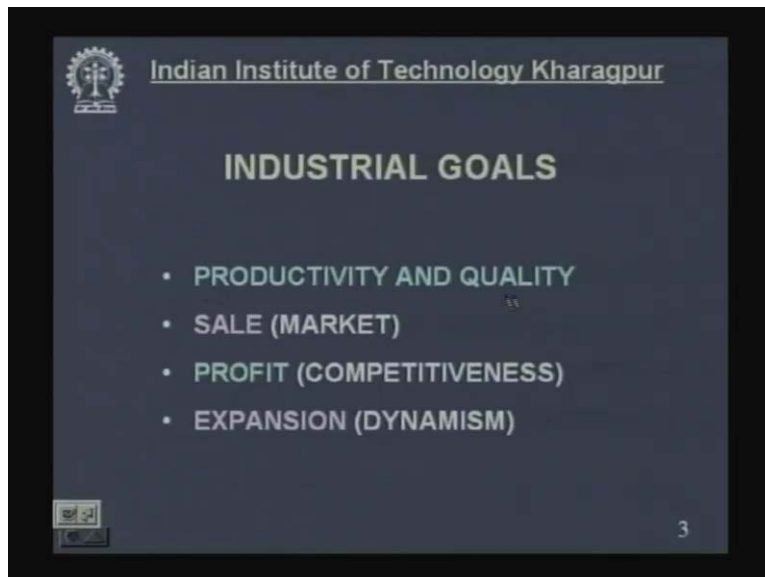 Indian Institute of Technology Kharagpur
INDUSTRIAL GOALS
• PRODUCTIVITY AND QUALITY
• SALE (MARKET)
• PROFIT (COMPETITIVENESS)
• EXPANSION (DYNAMISM)
3